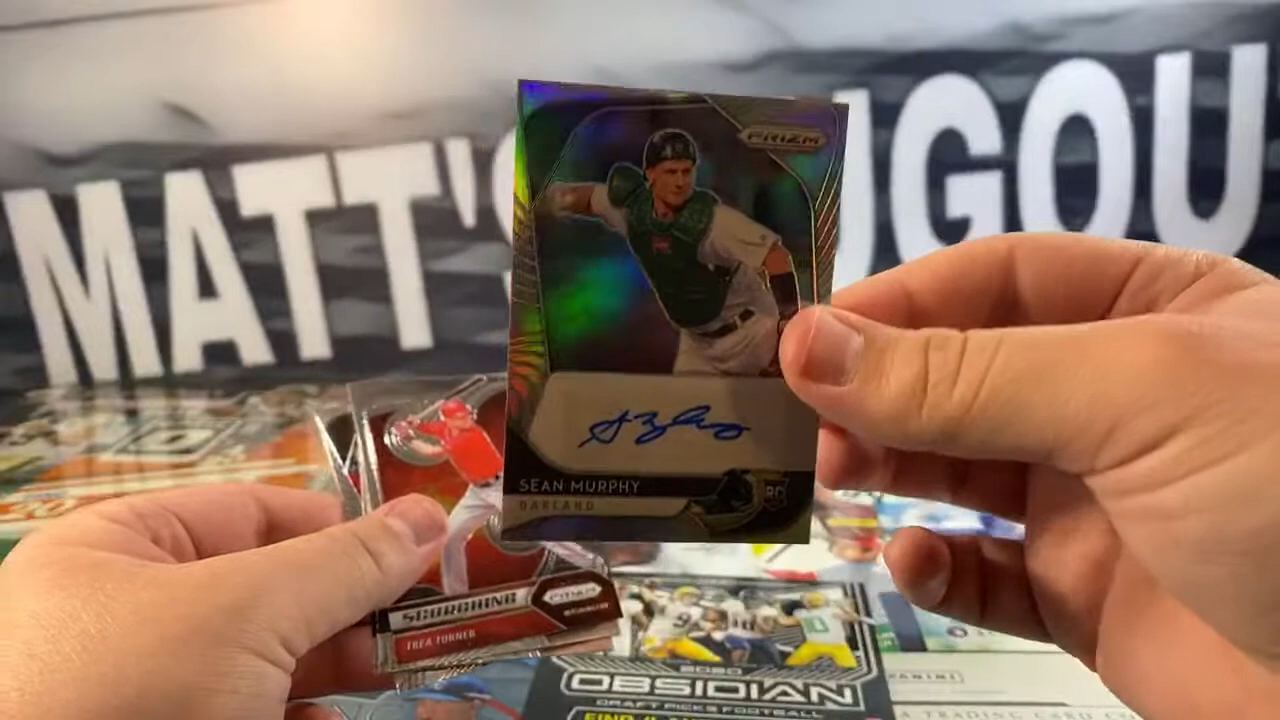 MATT'S
UGOU
PRIZM
SEAN MURPHY
OAKLAND
RC
SCORCHING
PRIZM
TREA TURNER
2020
OBSIDIAN
DRAFT PICKS FOOTBALL
PANINI